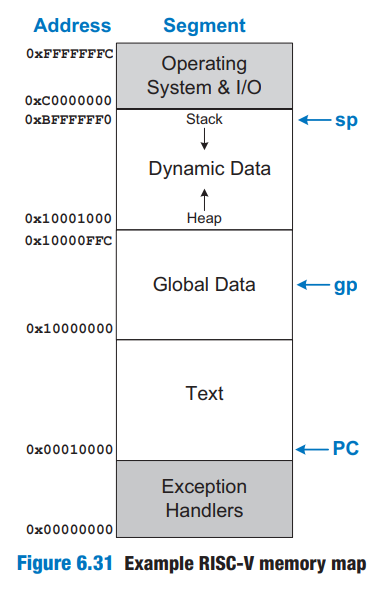 Address Segment
0xFFFFFFFC
Operating
System & I/O
0xC0000000
0xBFFFFFF0 Stack sp
Dynamic Data
0x10001000 Heap
0x10000FFC
Global Data gp
0x10000000
Text
0x00010000 PC
Exception
Handlers
0x00000000
Figure 6.31 Example RISC-V memory map